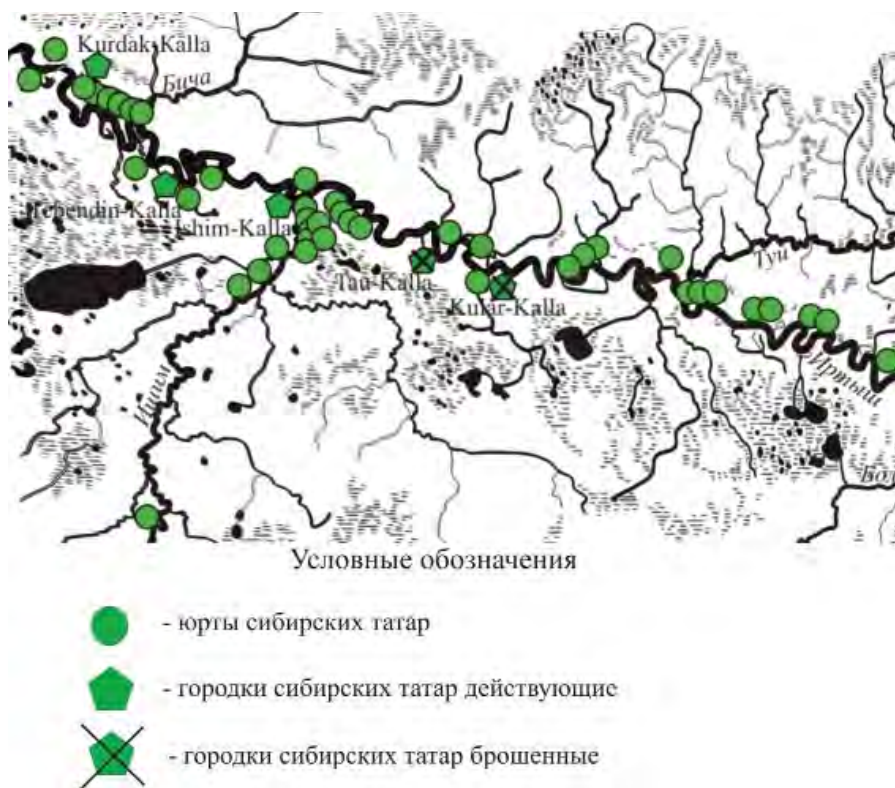 Kurdak-Kalla
Бича
Tebendin-Kalla
Ishim-Kalla
Tau-Kalla
Kular-Kalla
Туи
Ишим
Иртыш
Условные обозначения
- юрты сибирских татар
- городки сибирских татар действующие
- городки сибирских татар брошенные